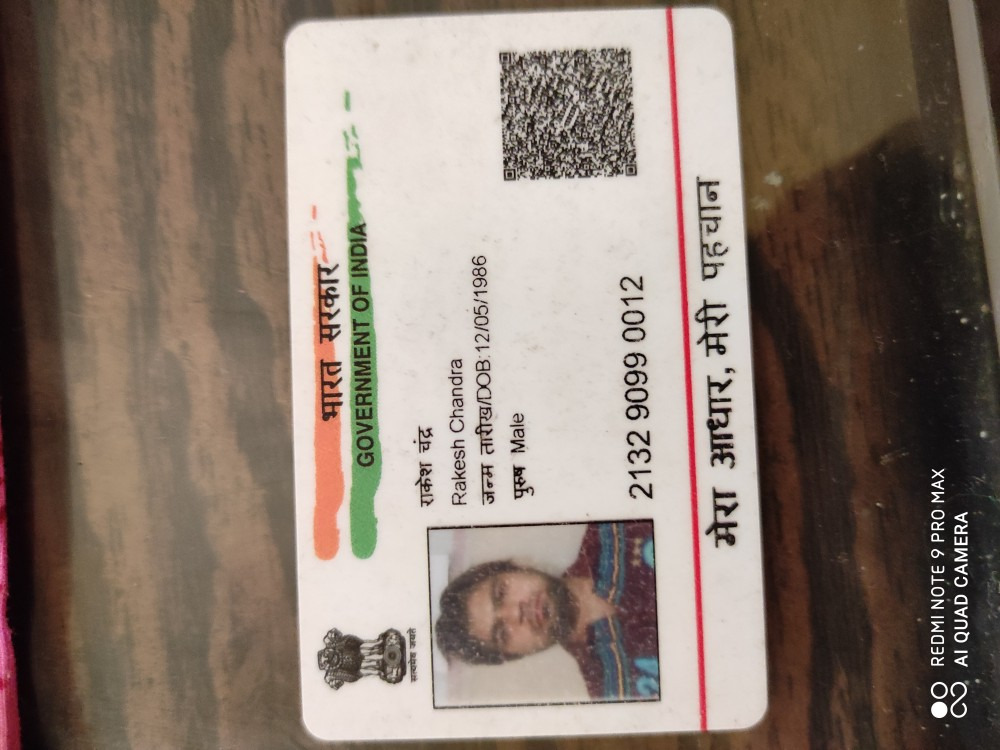 भारत सरकार
GOVERNMENT OF INDIA
सत्यमेव जयते
राकेश चंद्र
Rakesh Chandra
जन्म तारीख/DOB:12/05/1986
पुरुष Male
2132 9099 0012
मेरा आधार, मेरी पहचान
REDMI NOTE 9 PRO MAX
AI QUAD CAMERA